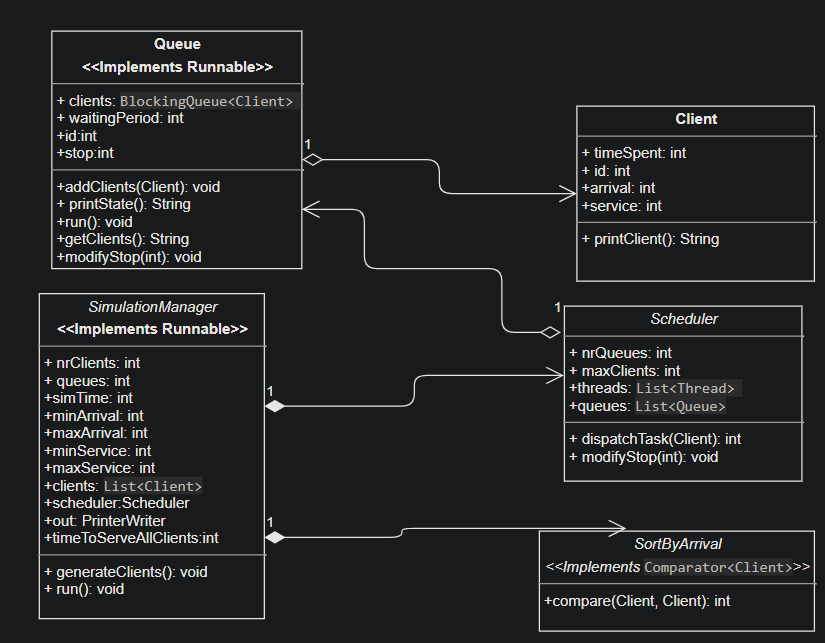 Queue
<<Implements Runnable>>
+ clients: BlockingQueue<Client>
+ waitingPeriod: int
+id:int
+stop:int
+addClients(Client): void
+ printState(): String
+run(): void
+getClients(): String
+modifyStop(int): void
1
Client
+ timeSpent: int
+ id: int
+arrival: int
+service: int
+ printClient(): String
SimulationManager
<<Implements Runnable>>
+ nrClients: int
+ queues: int
+simTime: int
+minArrival: int
+maxArrival: int
+minService: int
+maxService: int
+clients: List<Client>
+scheduler:Scheduler
+out: PrinterWriter
+timeToServeAllClients:int
+ generateClients(): void
+ run(): void
1
1
1
Scheduler
+ nrQueues: int
+ maxClients: int
+threads: List<Thread>
+queues: List<Queue>
+ dispatchTask(Client): int
+ modifyStop(int): void
SortByArrival
<<Implements Comparator<Client>>>
+compare(Client, Client): int